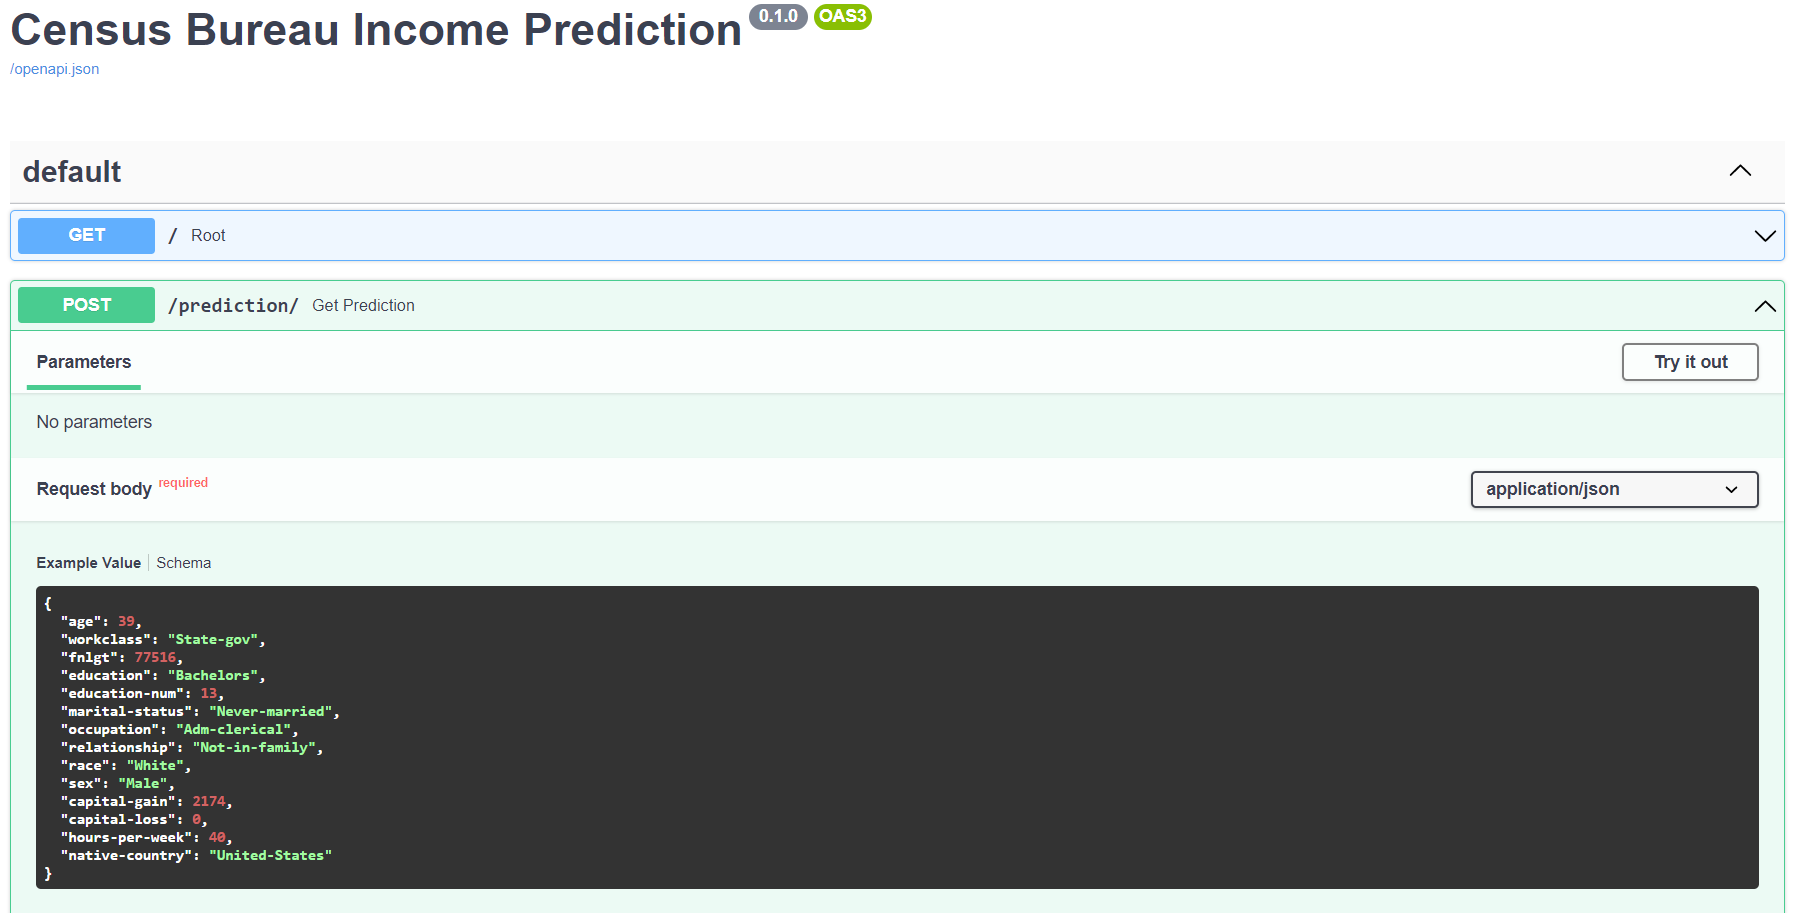 Census Bureau Income Prediction 0.1.0 OAS3
/openapi.json
default
GET / Root
POST /prediction/ Get Prediction
Parameters Try it out
No parameters
Request body required application/json
Example Value Schema
{
"age": 39,
"workclass": "State-gov",
"fnlgt": 77516,
"education": "Bachelors",
"education-num": 13,
"marital-status": "Never-married",
"occupation": "Adm-clerical",
"relationship": "Not-in-family",
"race": "White",
"sex": "Male",
"capital-gain": 2174,
"capital-loss": 0,
"hours-per-week": 40,
"native-country": "United-States"
}